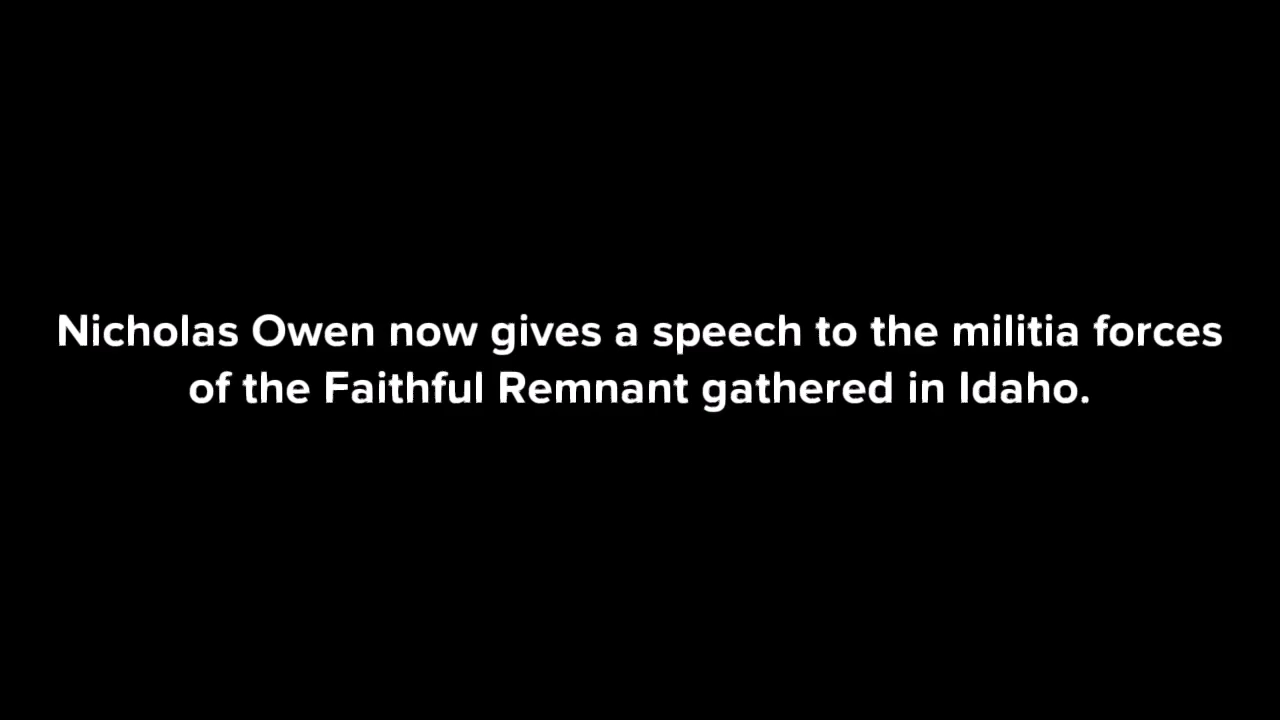 Nicholas Owen now gives a speech to the militia forces
of the Faithful Remnant gathered in Idaho.